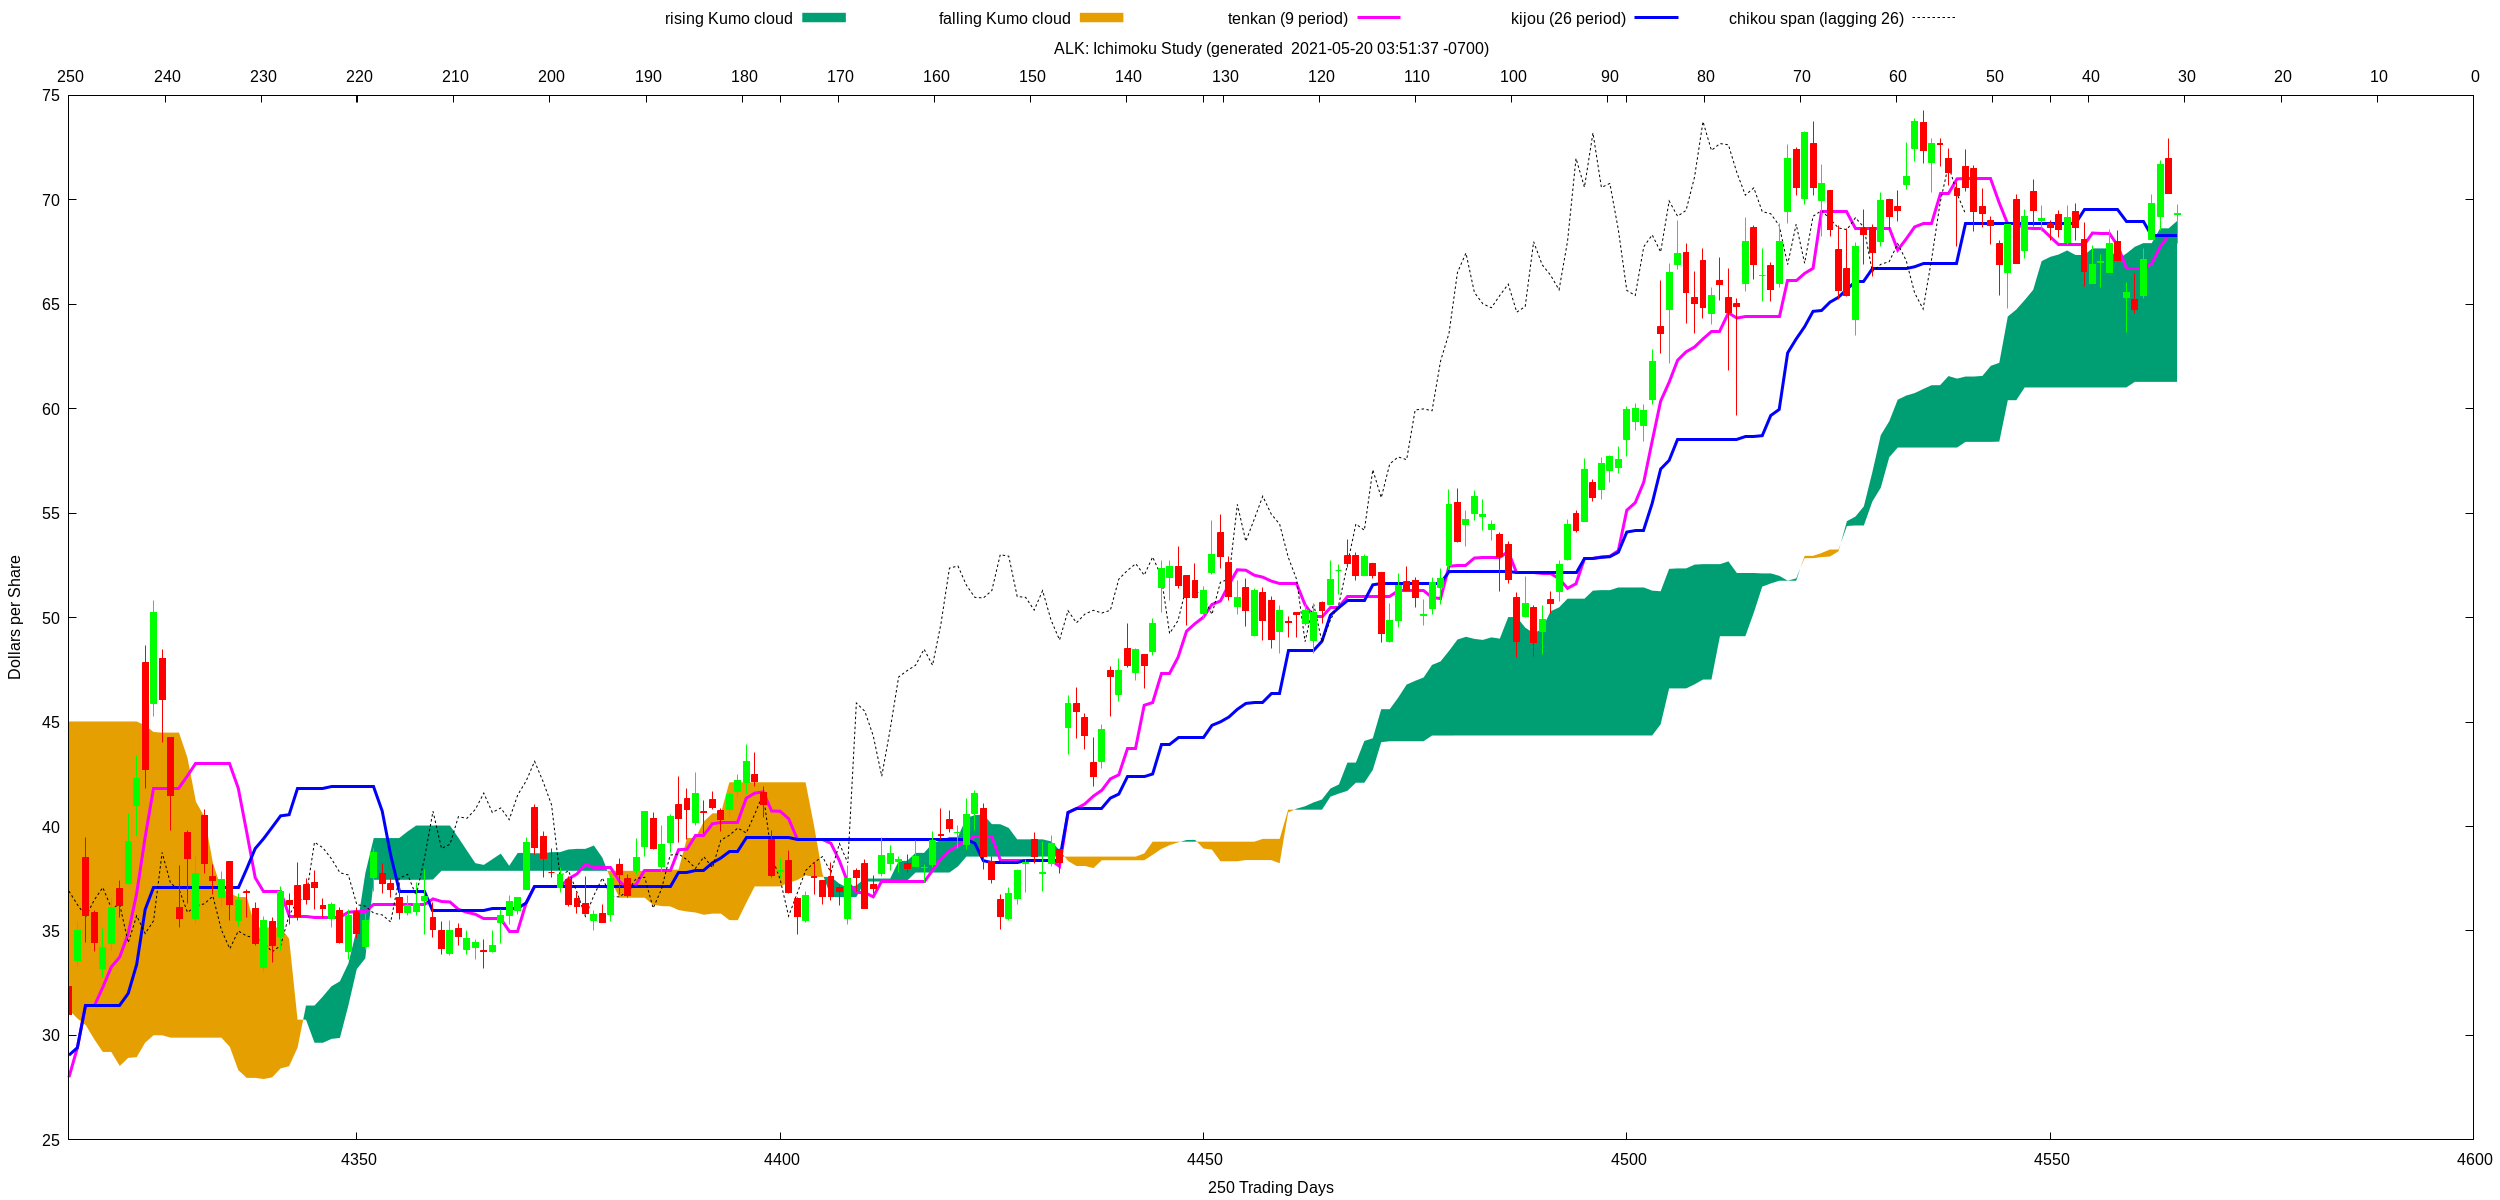 rising Kumo cloud falling Kumo cloud tenkan (9 period) kijou (26 period) chikou span (lagging 26)
ALK: Ichimoku Study (generated  2021-05-20 03:51:37 -0700)
250 240 230 220 210 200 190 180 170 160 150 140 130 120 110 100 90 80 70 60 50 40 30 20 10 0
75
70
65
60
55
50
45
40
35
30
25
Dollars per Share
4350 4400 4450 4500 4550 4600
250 Trading Days